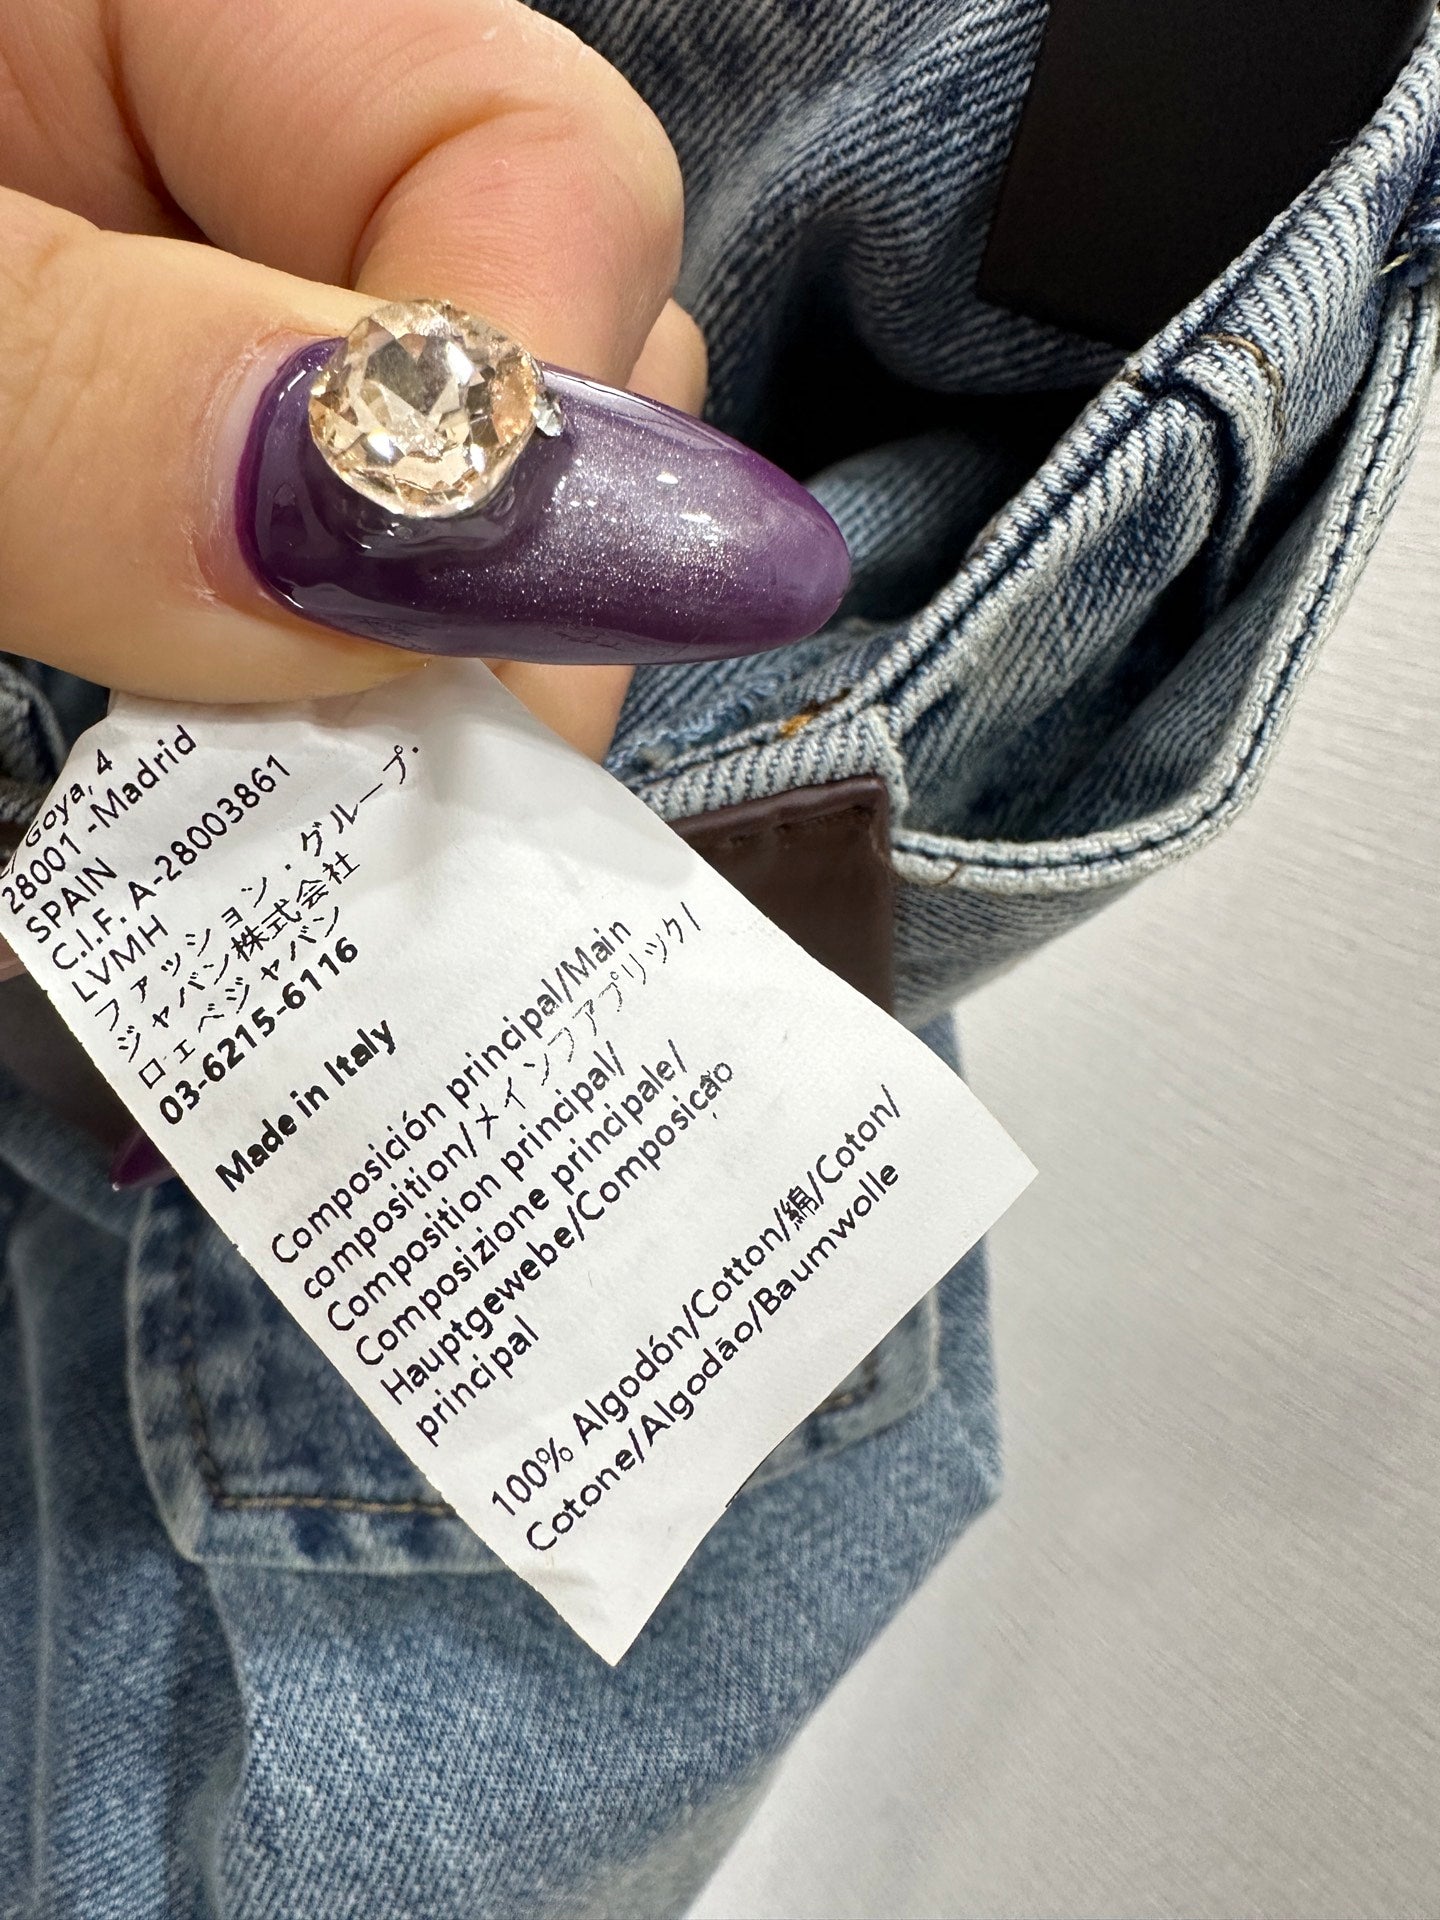 C/ Goya, 4
28001 -Madrid
SPAIN
C.I.F. A-28003861
LVMH
ファッション・グループ・
ジャパン株式会社
ロエベジャパン
03-6215-6116
Made in Italy
Composición principal/Main
composition/メインファブリック/
Composition principal/
Composizione principale/
Hauptgewebe/Composição
principal
100% Algodón/Cotton/綿/Coton/
Cotone/Algodão/Baumwolle